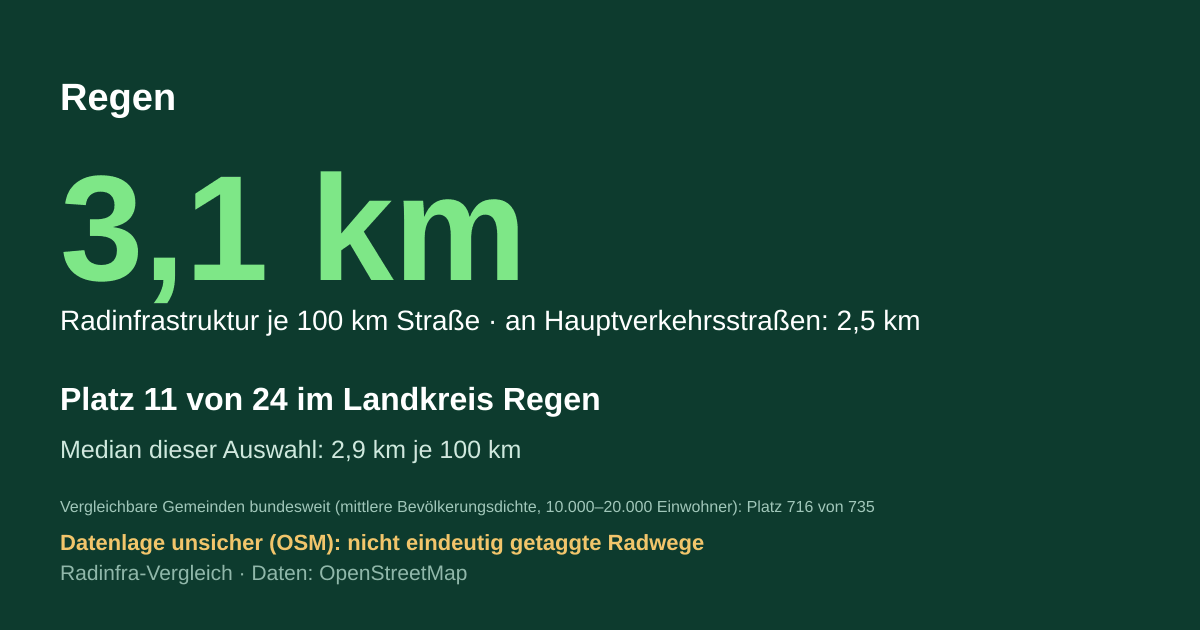 Regen
3,1 km
Radinfrastruktur je 100 km Straße · an Hauptverkehrsstraßen: 2,5 km
Platz 11 von 24 im Landkreis Regen
Median dieser Auswahl: 2,9 km je 100 km
Vergleichbare Gemeinden bundesweit (mittlere Bevölkerungsdichte, 10.000–20.000 Einwohner): Platz 716 von 735
Datenlage unsicher (OSM): nicht eindeutig getaggte Radwege
Radinfra-Vergleich · Daten: OpenStreetMap